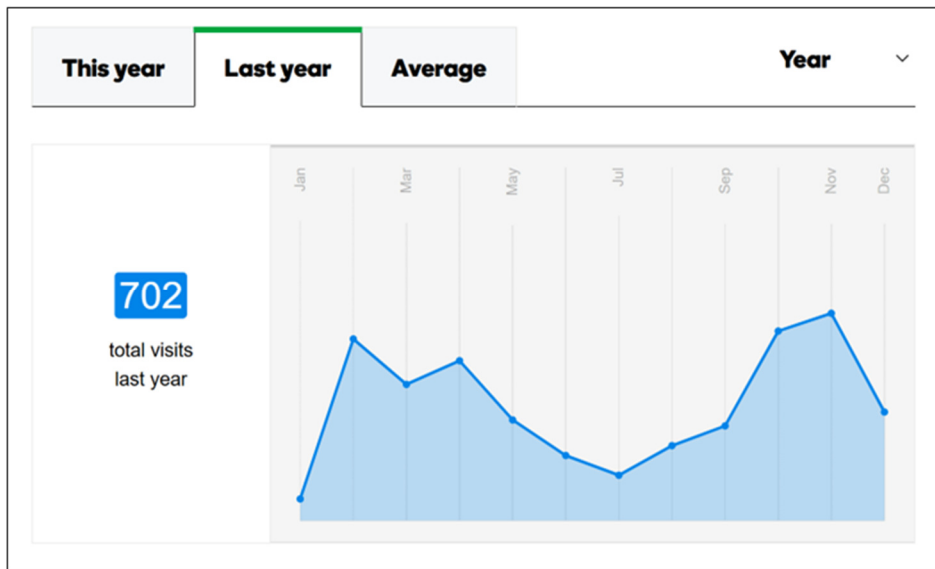 This year Last year Average Year
Jan Mar May Jul Sep Nov Dec
702
total visits
last year